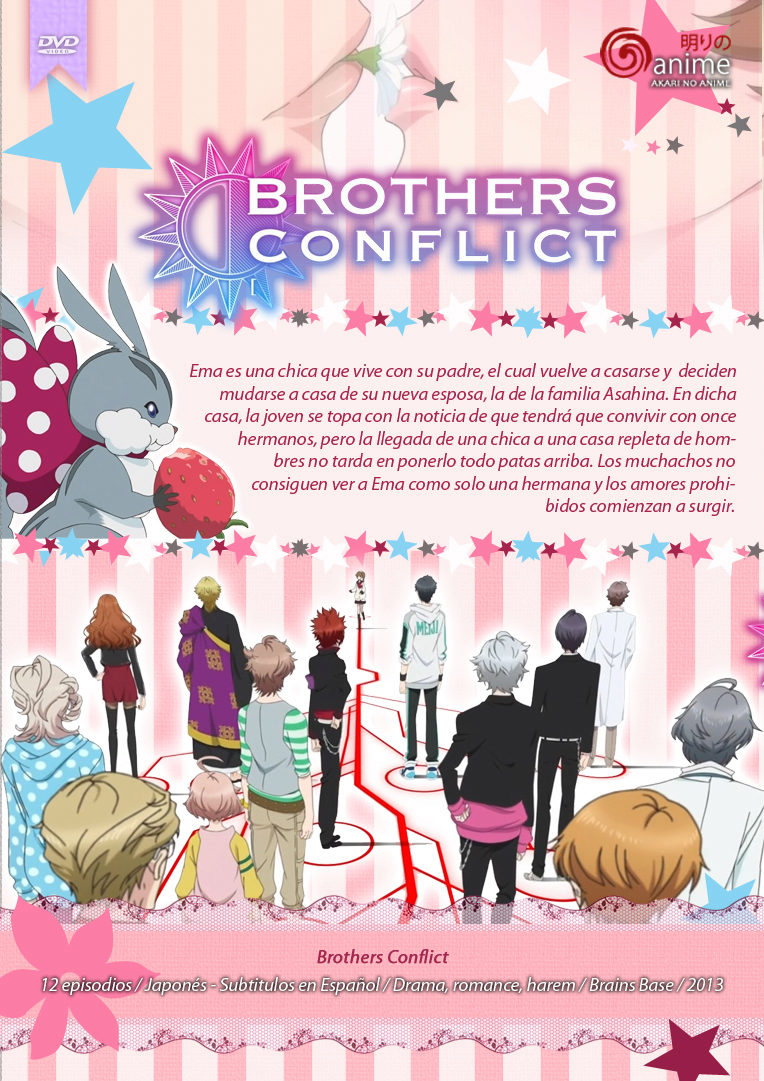 DVD
VIDEO
明りの
anime
AKARI NO ANIME
BROTHERS
CONFLICT
Ema es una chica que vive con su padre, el cual vuelve a casarse y deciden
mudarse a casa de su nueva esposa, la de la familia Asahina. En dicha
casa, la joven se topa con la noticia de que tendrá que convivir con once
hermanos, pero la llegada de una chica a una casa repleta de hom-
bres no tarda en ponerlo todo patas arriba. Los muchachos no
consiguen ver a Ema como solo una hermana y los amores prohi-
bidos comienzan a surgir.
MEIJI
Brothers Conflict
12 episodios / Japonés - Subtitulos en Español / Drama, romance, harem / Brains Base / 2013